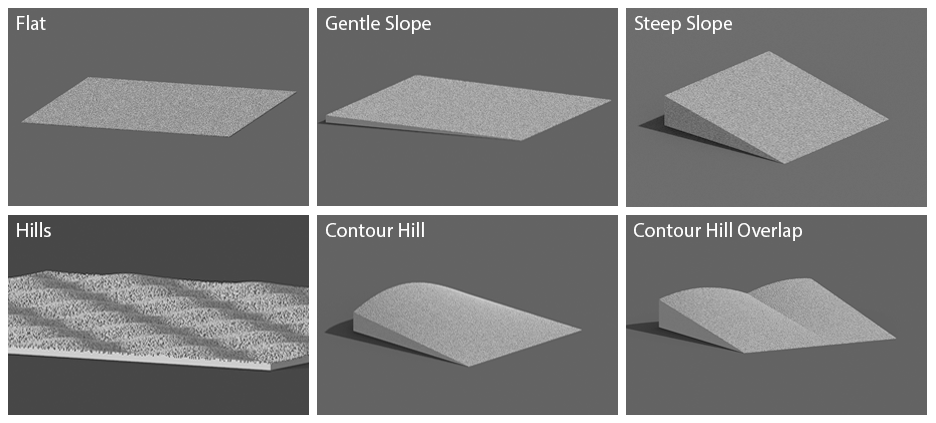 Flat
Gentle Slope
Steep Slope
Hills
Contour Hill
Contour Hill Overlap